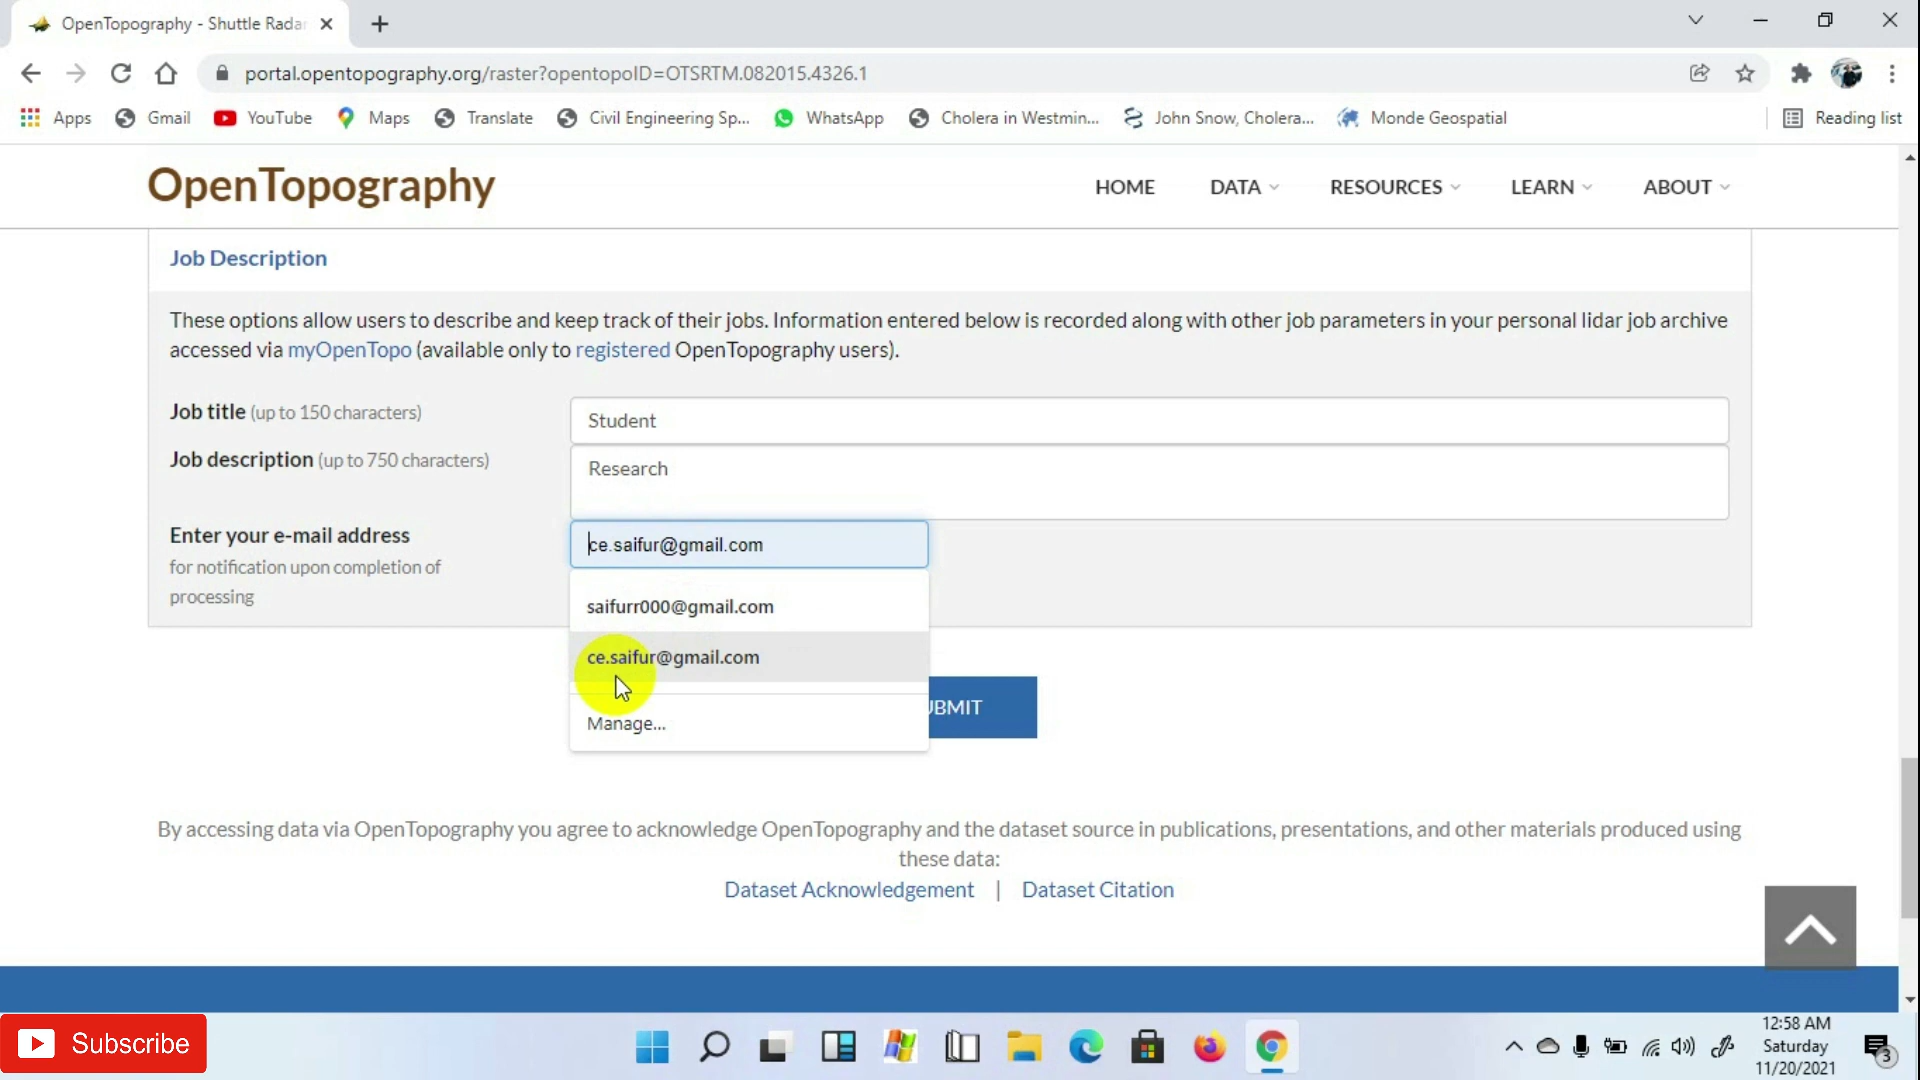 OpenTopography - Shuttle Radar
portal.opentopography.org/raster?opentopoID=OTSRTM.082015.4326.1
Apps
Gmail
YouTube
Maps
Translate
Civil Engineering Sp...
WhatsApp
Cholera in Westmin...
John Snow, Cholera...
Monde Geospatial
Reading list
OpenTopography
HOME
DATA
RESOURCES
LEARN
ABOUT
Job Description
These options allow users to describe and keep track of their jobs. Information entered below is recorded along with other job parameters in your personal lidar job archive
accessed via myOpenTopo (available only to registered OpenTopography users).
Job title (up to 150 characters)
Student
Job description (up to 750 characters)
Research
Enter your e-mail address
for notification upon completion of
processing
ce.saifur@gmail.com
saifurr000@gmail.com
ce.saifur@gmail.com
Manage...
UBMIT
By accessing data via OpenTopography you agree to acknowledge OpenTopography and the dataset source in publications, presentations, and other materials produced using
these data:
Dataset Acknowledgement | Dataset Citation
Subscribe
12:58 AM
Saturday
11/20/2021
3